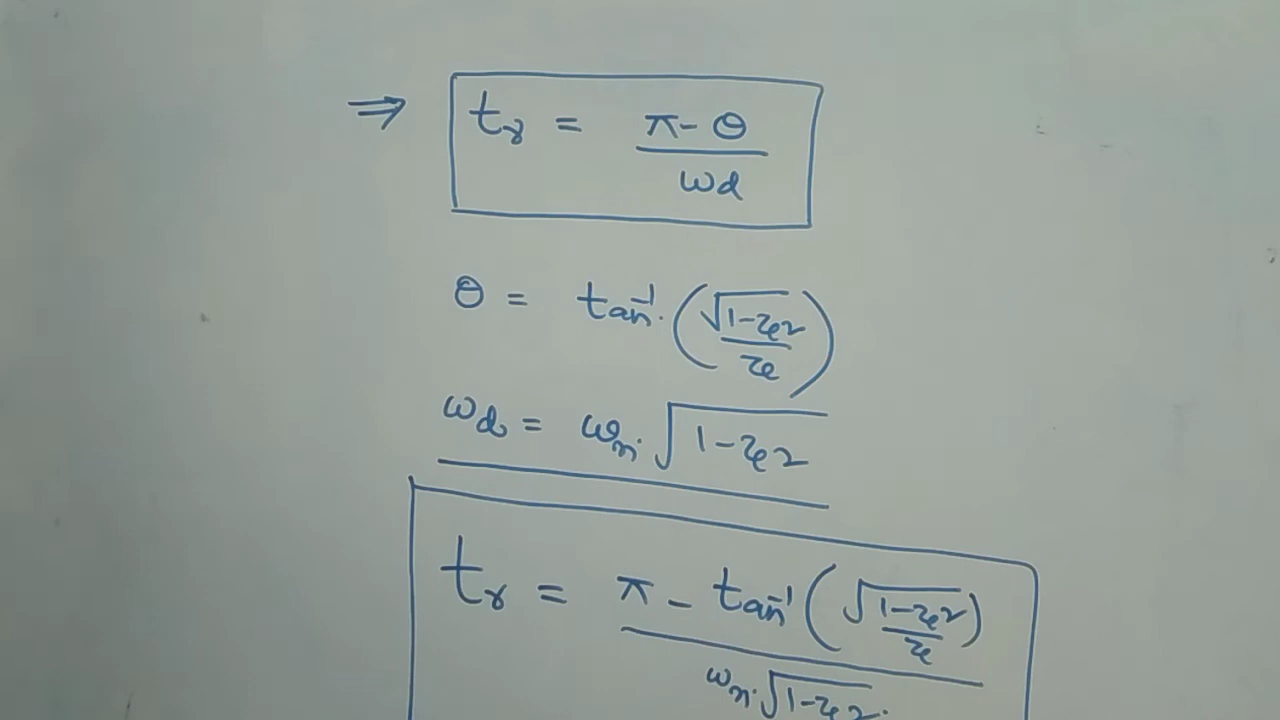 ⇒ tᵣ = (π - θ) / ωd
θ = tan⁻¹ (√(1-ζ²) / ζ)
ωd = ωn. √(1-ζ²)
tᵣ = (π - tan⁻¹ (√(1-ζ²) / ζ)) / (ωn. √(1-ζ²))